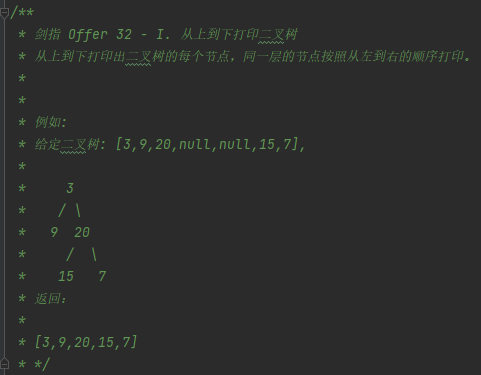 /**
 * 剑指 Offer 32 - I. 从上到下打印二叉树
 * 从上到下打印出二叉树的每个节点，同一层的节点按照从左到右的顺序打印。
 *
 *
 * 例如:
 * 给定二叉树: [3,9,20,null,null,15,7],
 *
 *     3
 *    / \
 *   9  20
 *     /  \
 *    15   7
 * 返回：
 *
 * [3,9,20,15,7]
 * */